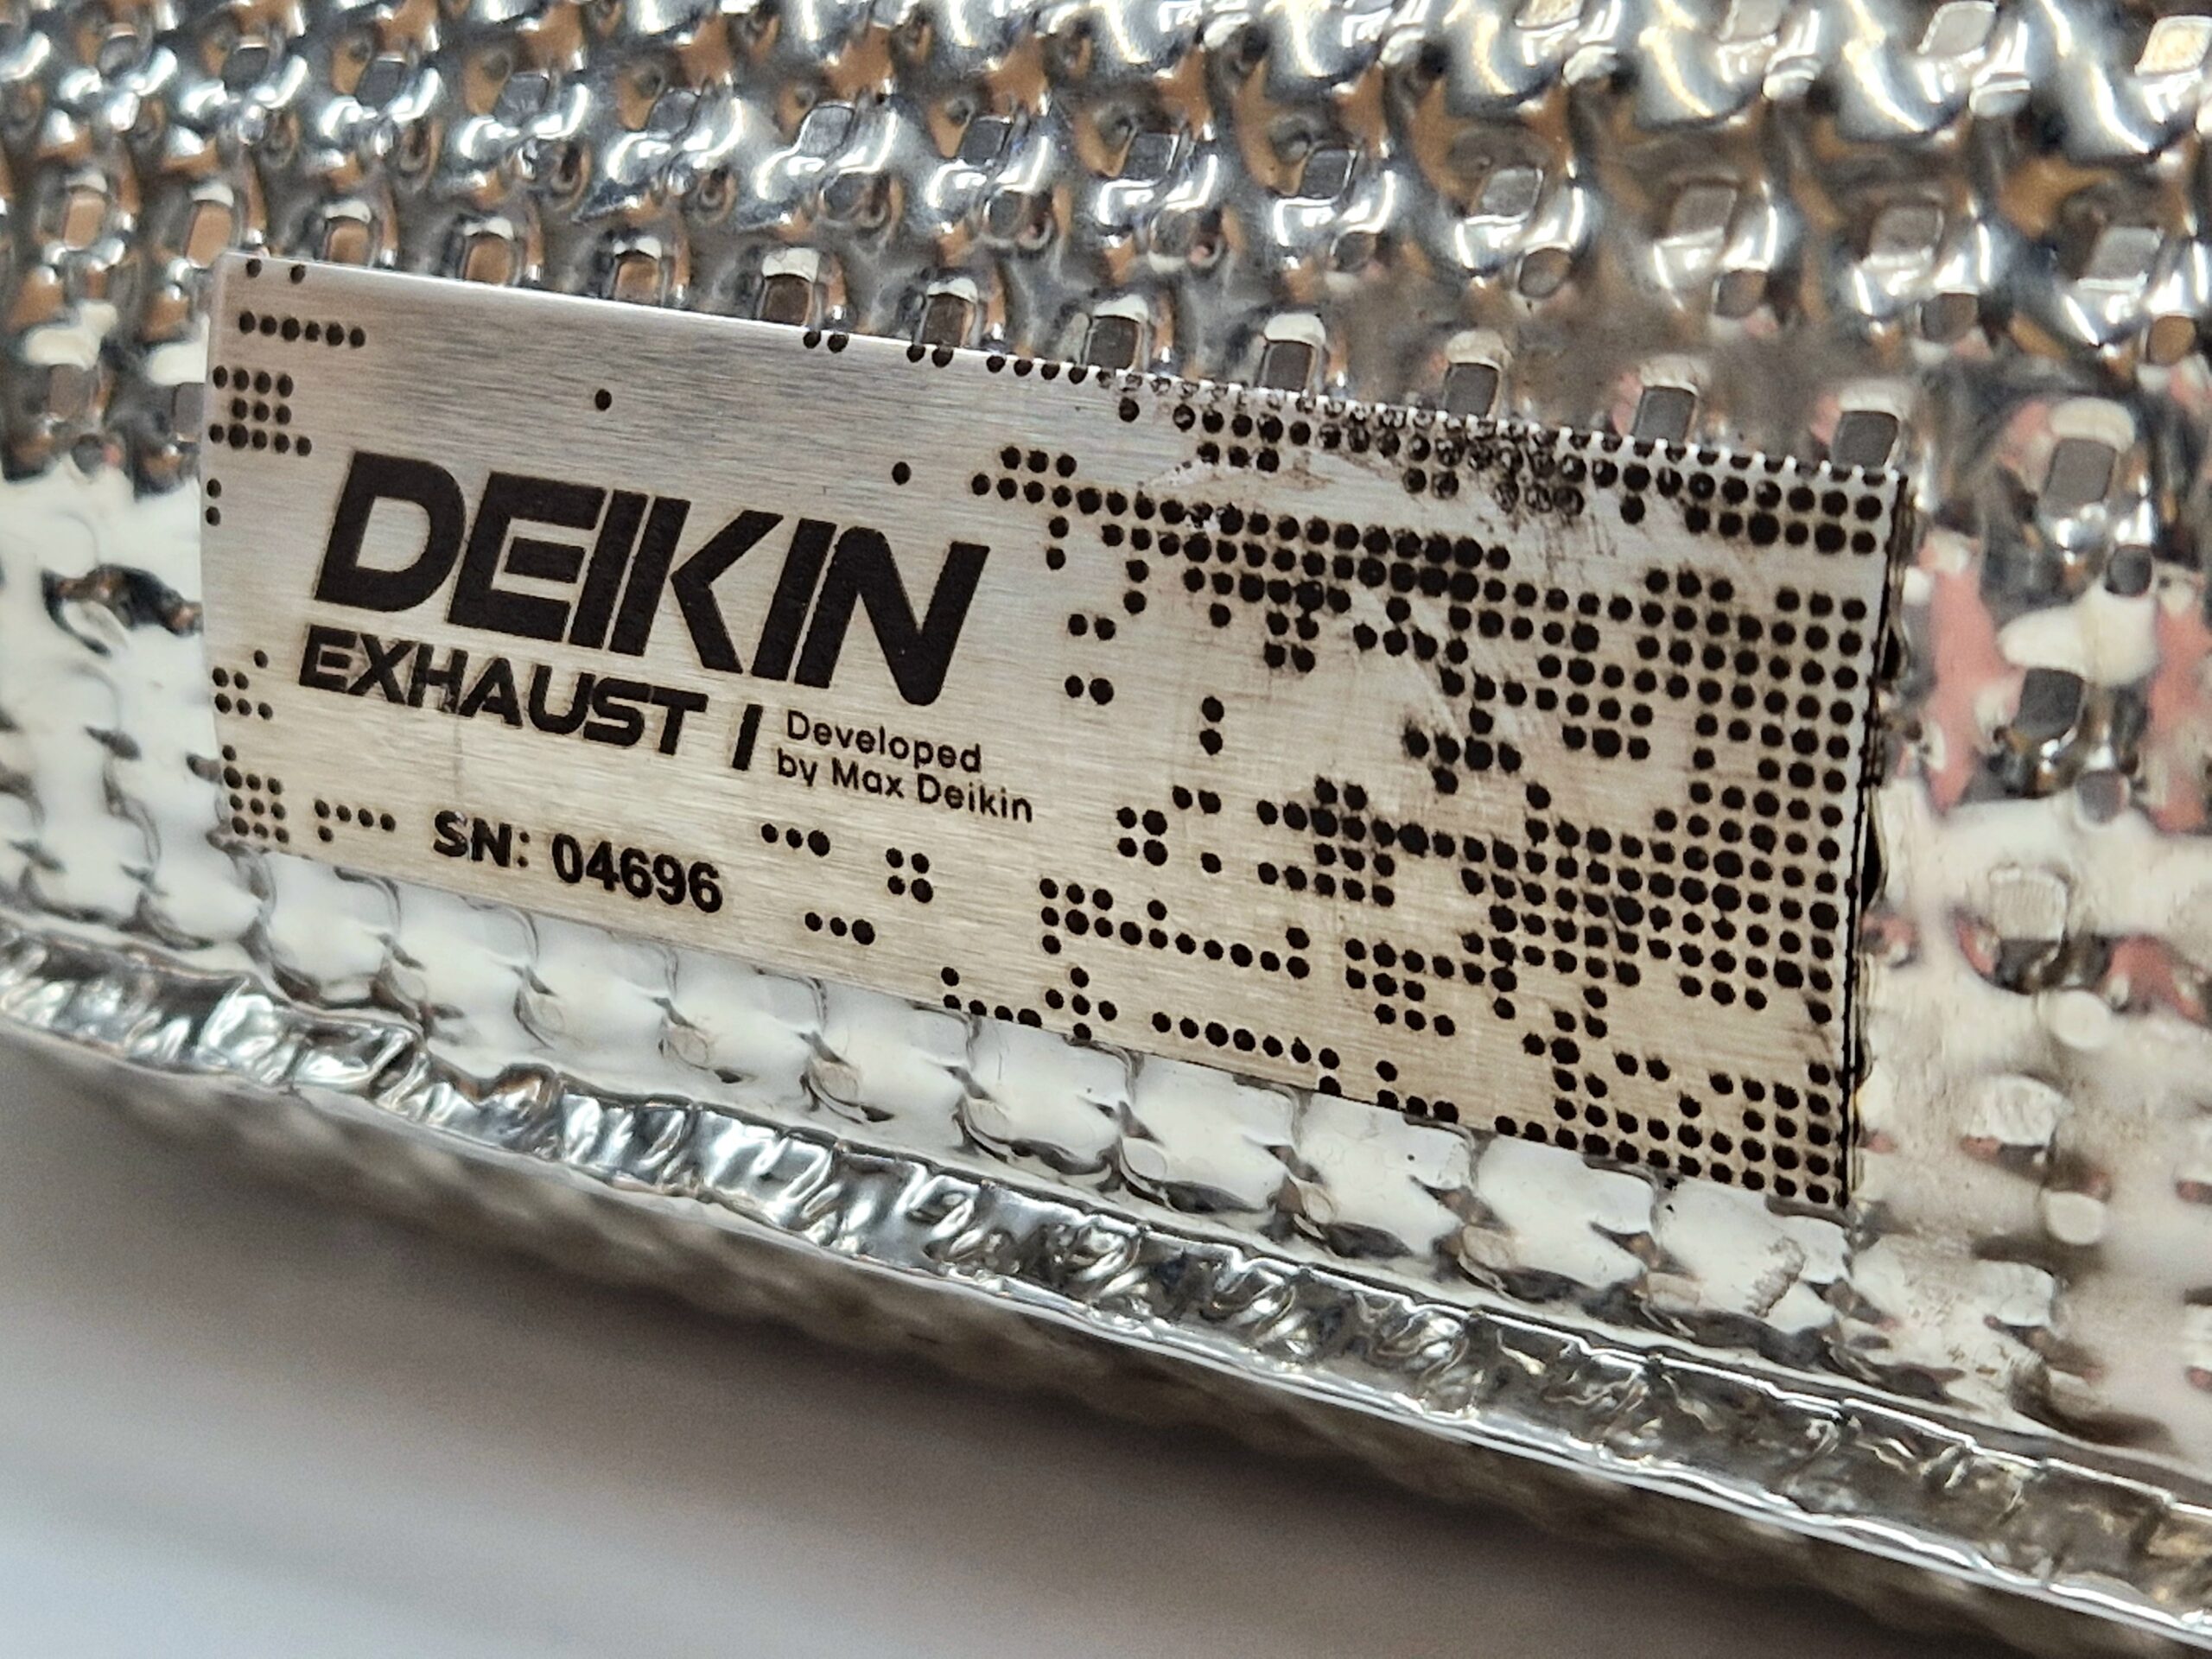 DEIKIN
EXHAUST | Developed
by Max Deikin
SN: 04696